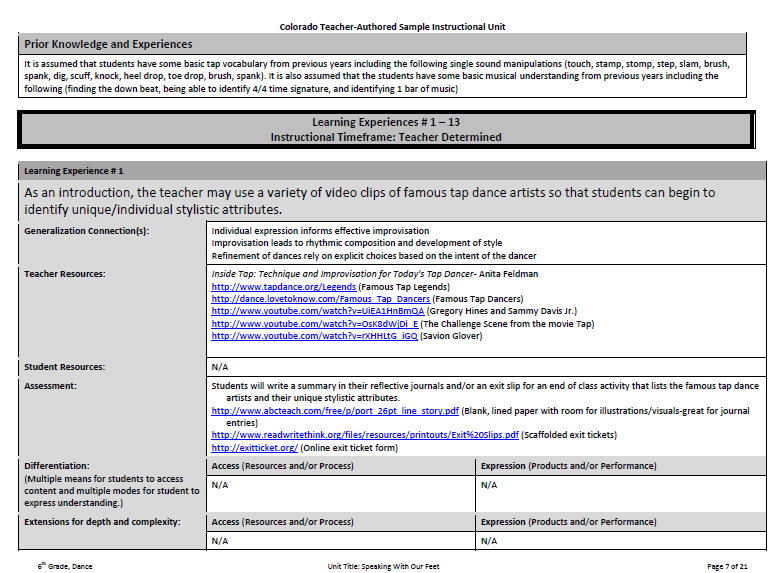 Colorado Teacher-Authored Sample Instructional Unit
Prior Knowledge and Experiences
It is assumed that students have some basic tap vocabulary from previous years including the following single sound manipulations (touch, stamp, stomp, step, slam, brush,
spank, dig, scuff, knock, heel drop, toe drop, brush, spank). It is also assumed that the students have some basic musical understanding from previous years including the
following (finding the down beat, being able to identify 4/4 time signature, and identifying 1 bar of music)
Learning Experiences # 1 – 13
Instructional Timeframe: Teacher Determined
Learning Experience # 1
As an introduction, the teacher may use a variety of video clips of famous tap dance artists so that students can begin to
identify unique/individual stylistic attributes.
Generalization Connection(s):
Individual expression informs effective improvisation
Improvisation leads to rhythmic composition and development of style
Refinement of dances rely on explicit choices based on the intent of the dancer
Teacher Resources:
Inside Tap: Technique and Improvisation for Today's Tap Dancer- Anita Feldman
http://www.tapdance.org/Legends (Famous Tap Legends)
http://dance.lovetoknow.com/Famous_Tap_Dancers (Famous Tap Dancers)
http://www.youtube.com/watch?v=UiEA1HnBmQA (Gregory Hines and Sammy Davis Jr.)
http://www.youtube.com/watch?v=OsK8dWjDi_E (The Challenge Scene from the movie Tap)
http://www.youtube.com/watch?v=rXHHLtG_iGQ (Savion Glover)
Student Resources:
N/A
Assessment:
Students will write a summary in their reflective journals and/or an exit slip for an end of class activity that lists the famous tap dance
artists and their unique stylistic attributes.
http://www.abcteach.com/free/p/port_26pt_line_story.pdf (Blank, lined paper with room for illustrations/visuals-great for journal
entries)
http://www.readwritethink.org/files/resources/printouts/Exit%20Slips.pdf (Scaffolded exit tickets)
http://exitticket.org/ (Online exit ticket form)
Differentiation:
(Multiple means for students to access
content and multiple modes for student to
express understanding.)
Access (Resources and/or Process)
Expression (Products and/or Performance)
N/A
N/A
Extensions for depth and complexity:
Access (Resources and/or Process)
Expression (Products and/or Performance)
N/A
N/A
6th Grade, Dance
Unit Title: Speaking With Our Feet
Page 7 of 21